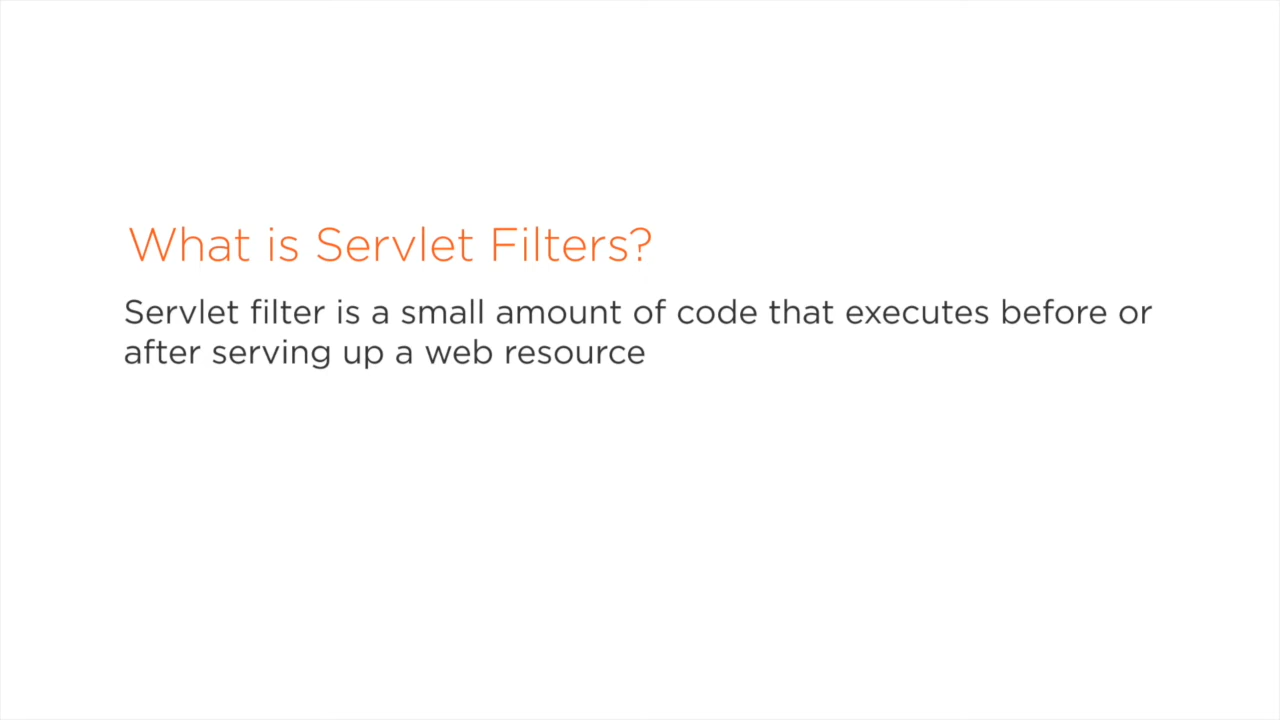 What is Servlet Filters?
Servlet filter is a small amount of code that executes before or
after serving up a web resource